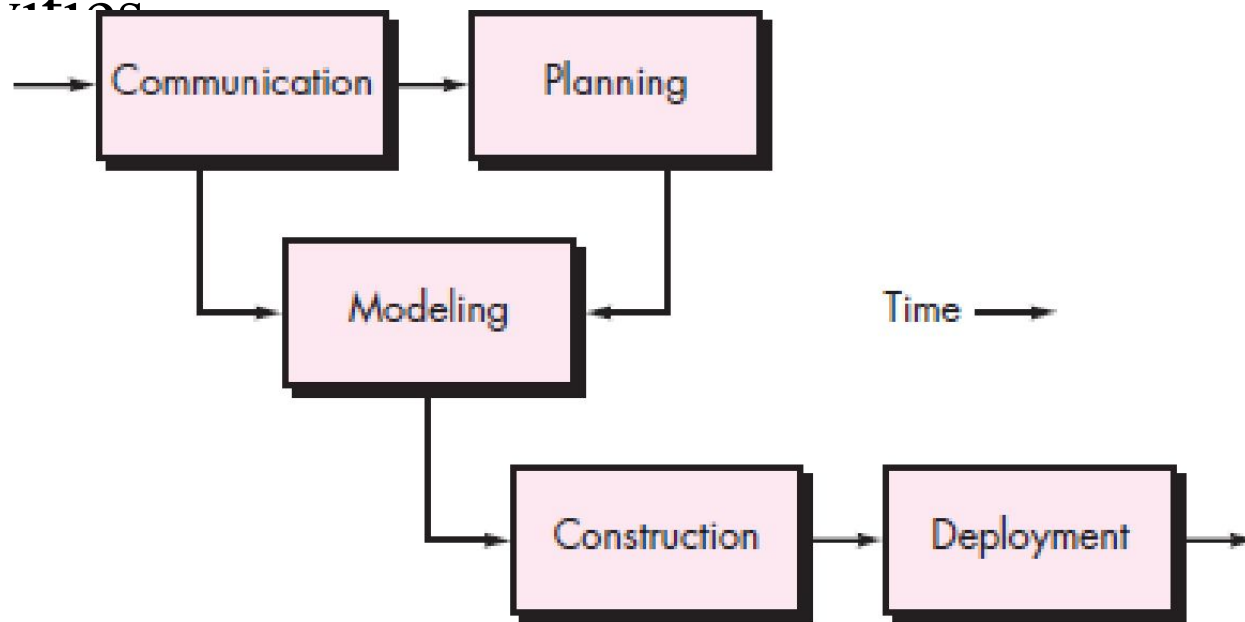 Communication
Planning
Modeling
Time
Construction
Deployment